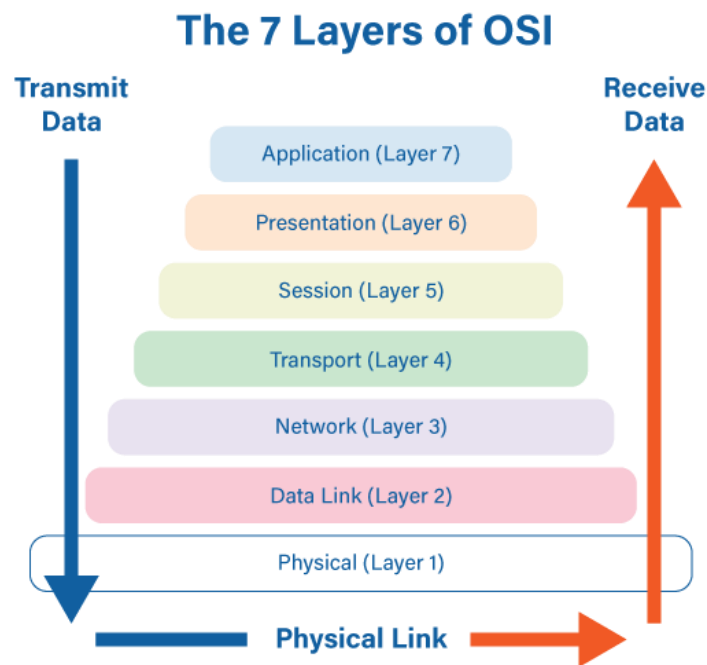 The 7 Layers of OSI
Transmit
Data
Receive
Data
Application (Layer 7)
Presentation (Layer 6)
Session (Layer 5)
Transport (Layer 4)
Network (Layer 3)
Data Link (Layer 2)
Physical (Layer 1)
Physical Link